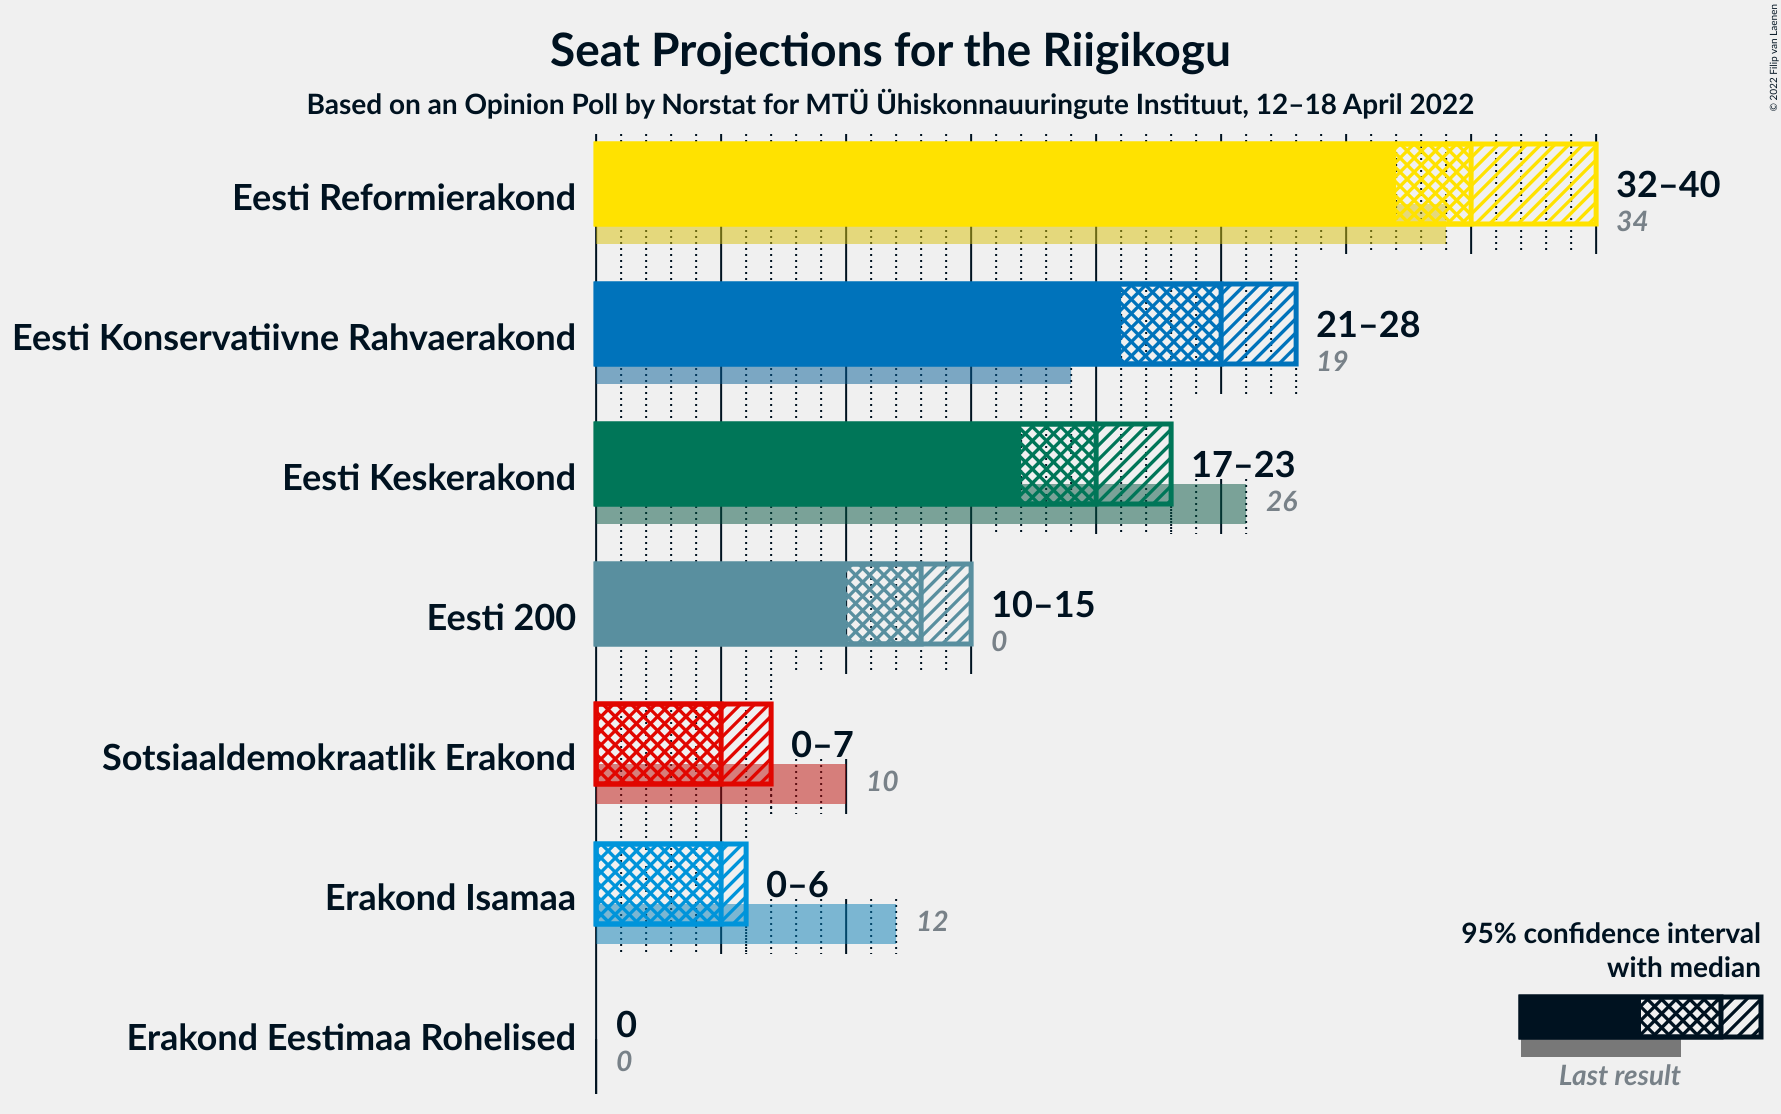 Seat Projections for the Riigikogu
Based on an Opinion Poll by Norstat for MTÜ Ühiskonnauuringute Instituut, 12–18 April 2022
© 2022 Filip van Laenen
Eesti Reformierakond
32–40
34
Eesti Konservatiivne Rahvaerakond
21–28
19
Eesti Keskerakond
17–23
26
Eesti 200
10–15
0
Sotsiaaldemokraatlik Erakond
0–7
10
Erakond Isamaa
0–6
12
Erakond Eestimaa Rohelised
0
0
95% confidence interval
with median
Last result